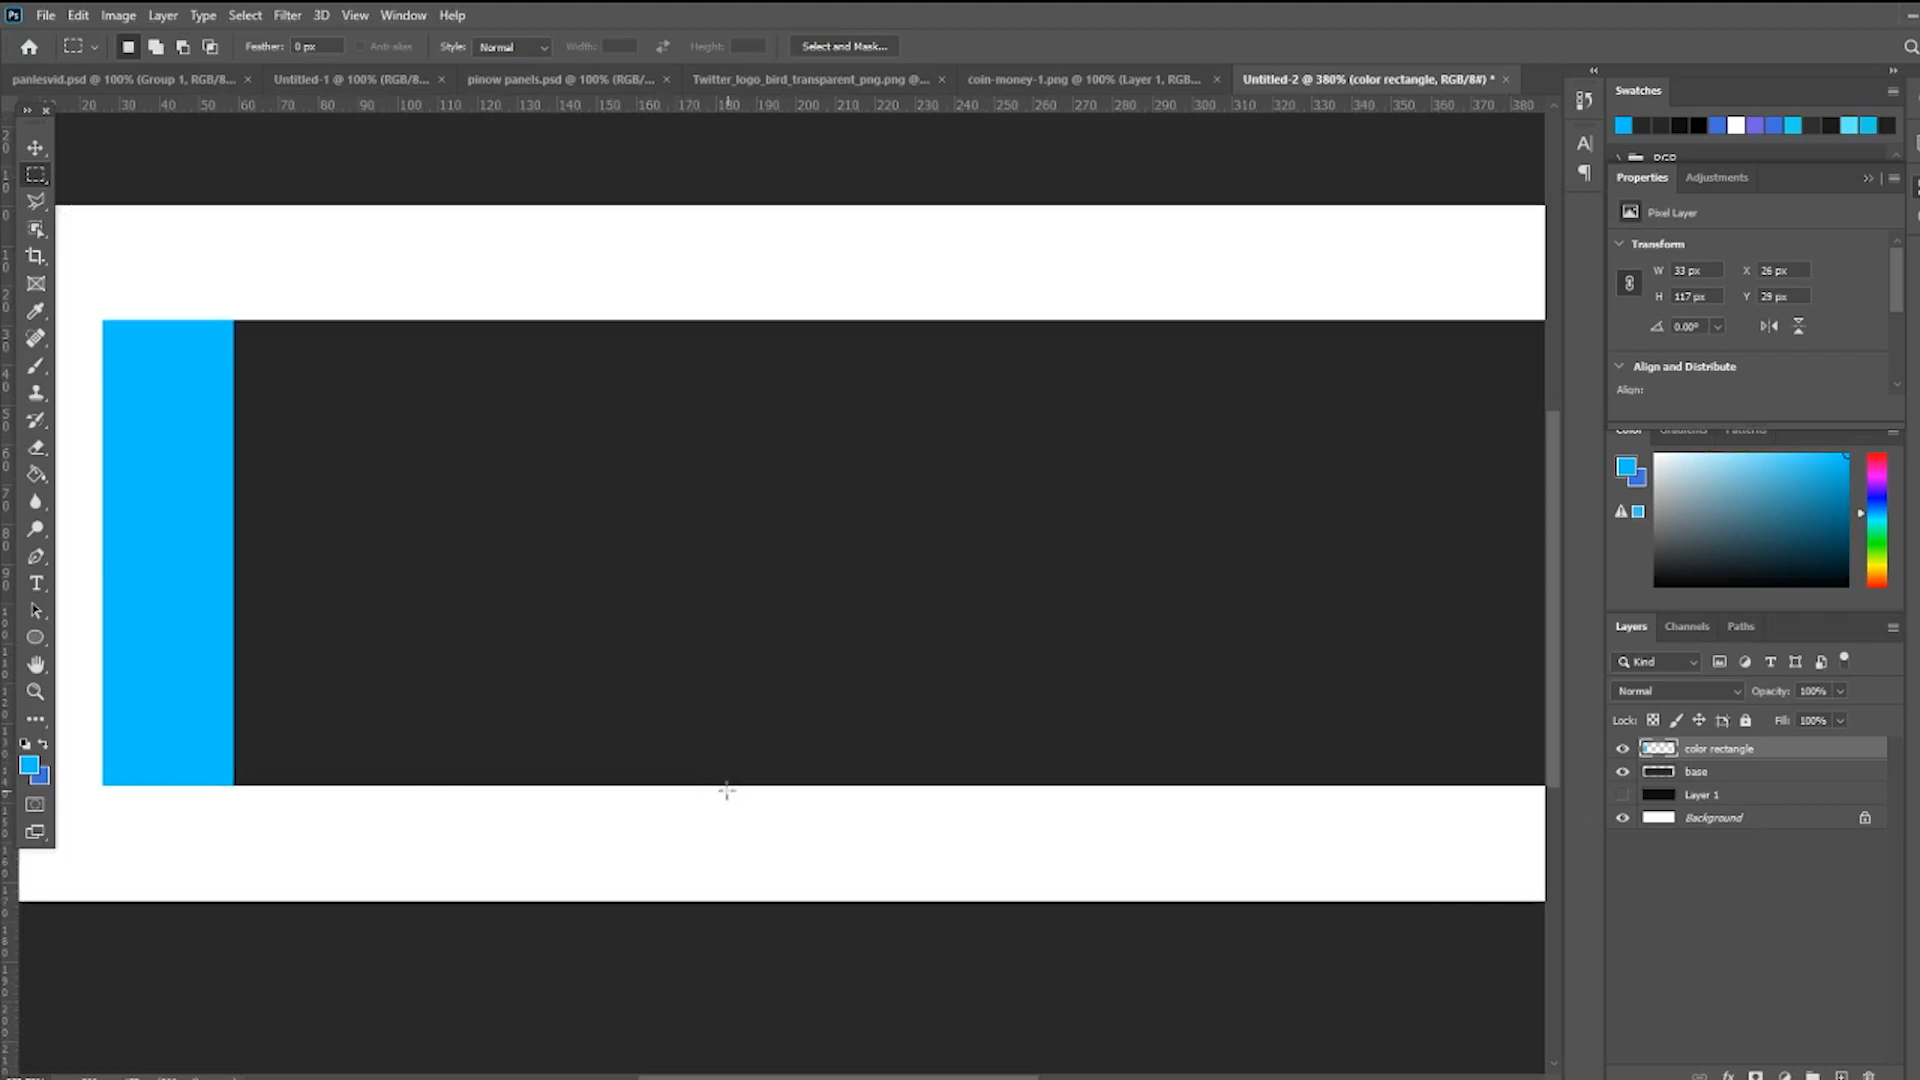 Ps File Edit Image Layer Type Select Filter 3D View Window Help
Feather: 0 px Anti-alias Style: Normal Width: Height: Select and Mask...
panlesvid.psd @ 100% (Group 1, RGB/8... × Untitled-1 @ 100% (RGB/8... × pinow panels.psd @ 100% (RGB/... × Twitter_logo_bird_transparent_png.png @... × coin-money-1.png @ 100% (Layer 1, RGB... × Untitled-2 @ 380% (color rectangle, RGB/8#) * ×
20 30 40 50 60 70 80 90 100 110 120 130 140 150 160 170 180 190 200 210 220 230 240 250 260 270 280 290 300 310 320 330 340 350 360 370 380
Swatches
RGB
Properties Adjustments
Pixel Layer
Transform
W 33 px X 26 px
H 117 px Y 29 px
0.00°
Align and Distribute
Align:
Color Gradients Patterns
Layers Channels Paths
Kind
Normal Opacity: 100%
Lock: Fill: 100%
color rectangle
base
Layer 1
Background